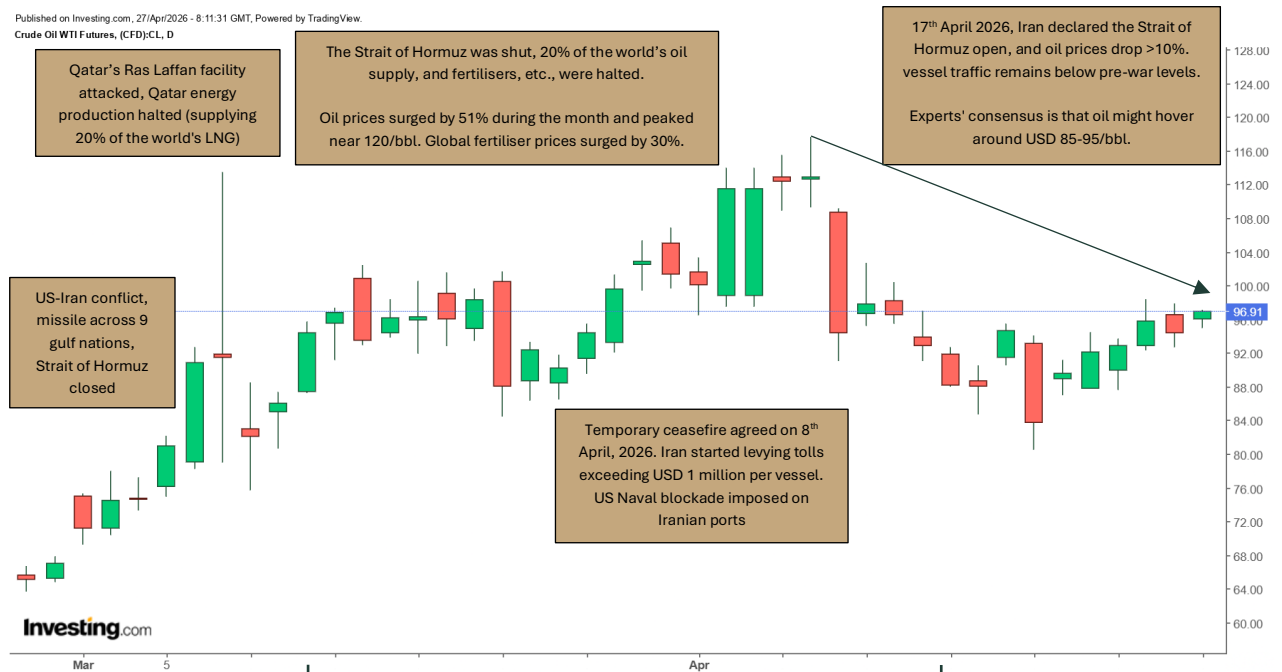 Published on Investing.com, 27/Apr/2026 - 8:11:31 GMT, Powered by TradingView.
Crude Oil WTI Futures, (CFD):CL, D
Qatar's Ras Laffan facility
attacked, Qatar energy
production halted (supplying
20% of the world's LNG)
The Strait of Hormuz was shut, 20% of the world's oil
supply, and fertilisers, etc., were halted.
Oil prices surged by 51% during the month and peaked
near 120/bbl. Global fertiliser prices surged by 30%.
17th April 2026, Iran declared the Strait of
Hormuz open, and oil prices drop >10%.
vessel traffic remains below pre-war levels.
Experts' consensus is that oil might hover
around USD 85-95/bbl.
US-Iran conflict,
missile across 9
gulf nations,
Strait of Hormuz
closed
Temporary ceasefire agreed on 8th
April, 2026. Iran started levying tolls
exceeding USD 1 million per vessel.
US Naval blockade imposed on
Iranian ports
128.00
124.00
120.00
116.00
112.00
108.00
104.00
100.00
96.91
96.00
92.00
88.00
84.00
80.00
76.00
72.00
68.00
64.00
60.00
Investing.com
Mar 5 Apr